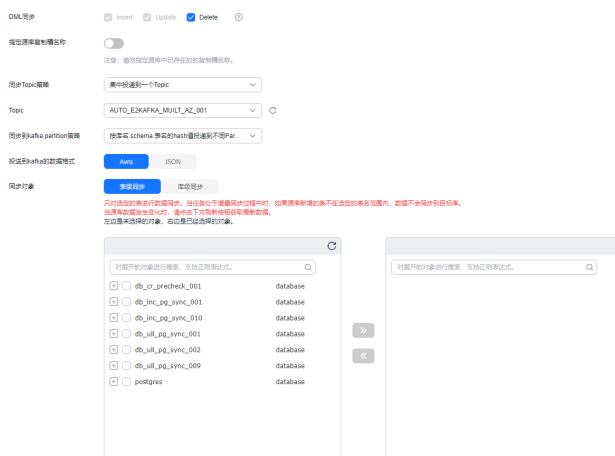 DML同步
Insert Update Delete
指定源库复制槽名称
注意：请勿指定源库中已存在的的复制槽名称。
同步Topic策略 集中投递到一个Topic
Topic AUTO_E2KAFKA_MUILT_AZ_001
同步到kafka partition策略 按库名.schema.表名的hash值投递到不同Par...
投送到kafka的数据格式 Avro JSON
同步对象 表级同步 库级同步
只对选定的表进行数据同步。当任务处于增量同步过程中时，如果源库新增的表不在选定的表名范围内，数据不会同步到目标库。
当源库数据发生变化时，请点击下方刷新按钮获取最新数据。
左边是未选择的对象，右边是已经选择的对象。
对展开的对象进行搜索，支持正则表达式。
对展开的对象进行搜索，支持正则表达式。
db_cr_precheck_001 database
db_inc_pg_sync_001 database
db_inc_pg_sync_010 database
db_ull_pg_sync_001 database
db_ull_pg_sync_002 database
db_ull_pg_sync_009 database
postgres database